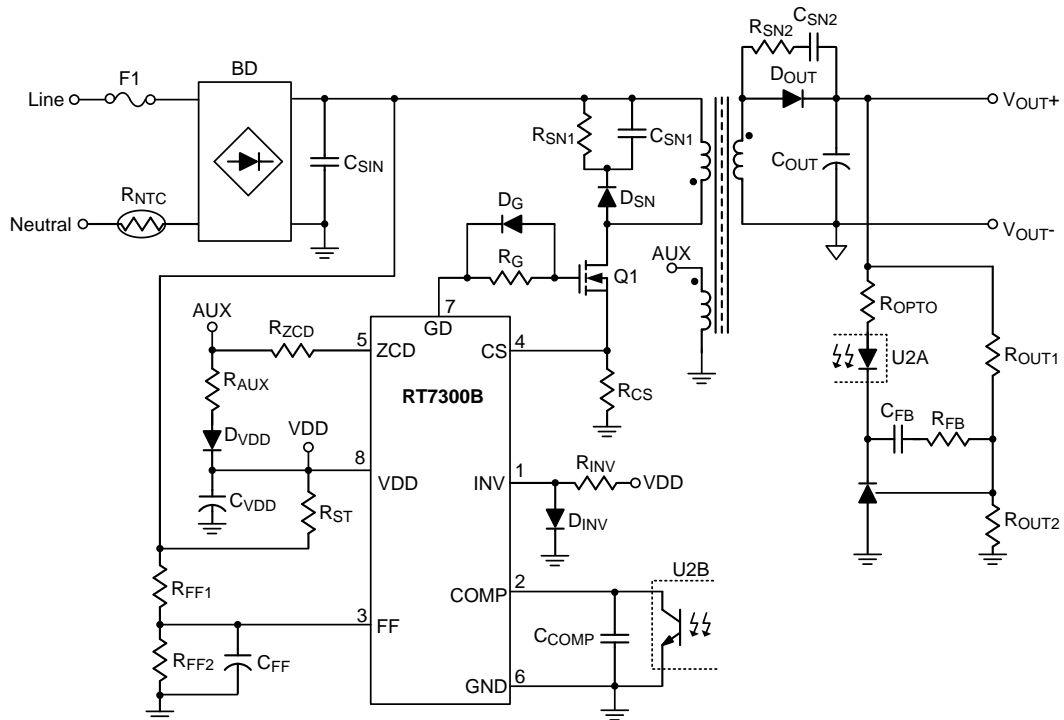 RSN2
CSN2
F1
BD
DOUT
Line
VOUT+
RSN1
CSN1
CSIN
COUT
RNTC
DSN
DG
Neutral
VOUT-
RG
AUX
Q1
AUX
7
GD
ROPTO
RZCD
5
ZCD
CS
4
U2A
ROUT1
RAUX
RT7300B
RCS
CFB
RFB
DVDD
VDD
8
VDD
INV
1
RINV
VDD
CVDD
RST
DINV
ROUT2
U2B
RFF1
COMP
2
3
FF
CCOMP
RFF2
CFF
GND
6